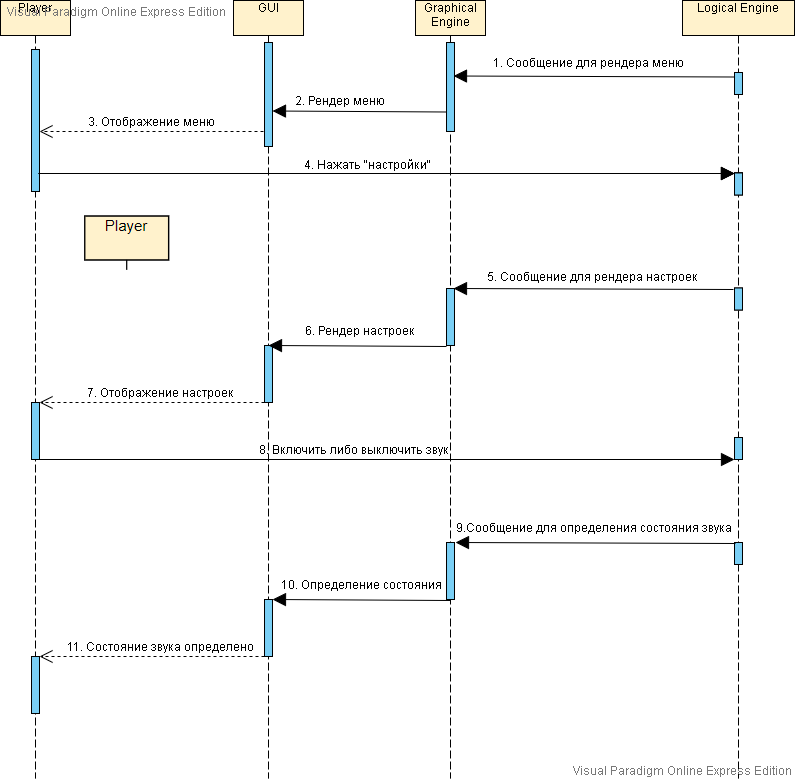 Visual Paradigm Online Express Edition
Player
GUI
Graphical
Engine
Logical Engine
1. Сообщение для рендера меню
2. Рендер меню
3. Отображение меню
4. Нажать "настройки"
Player
5. Сообщение для рендера настроек
6. Рендер настроек
7. Отображение настроек
8. Включить либо выключить звук
9.Сообщение для определения состояния звука
10. Определение состояния
11. Состояние звука определено
Visual Paradigm Online Express Edition